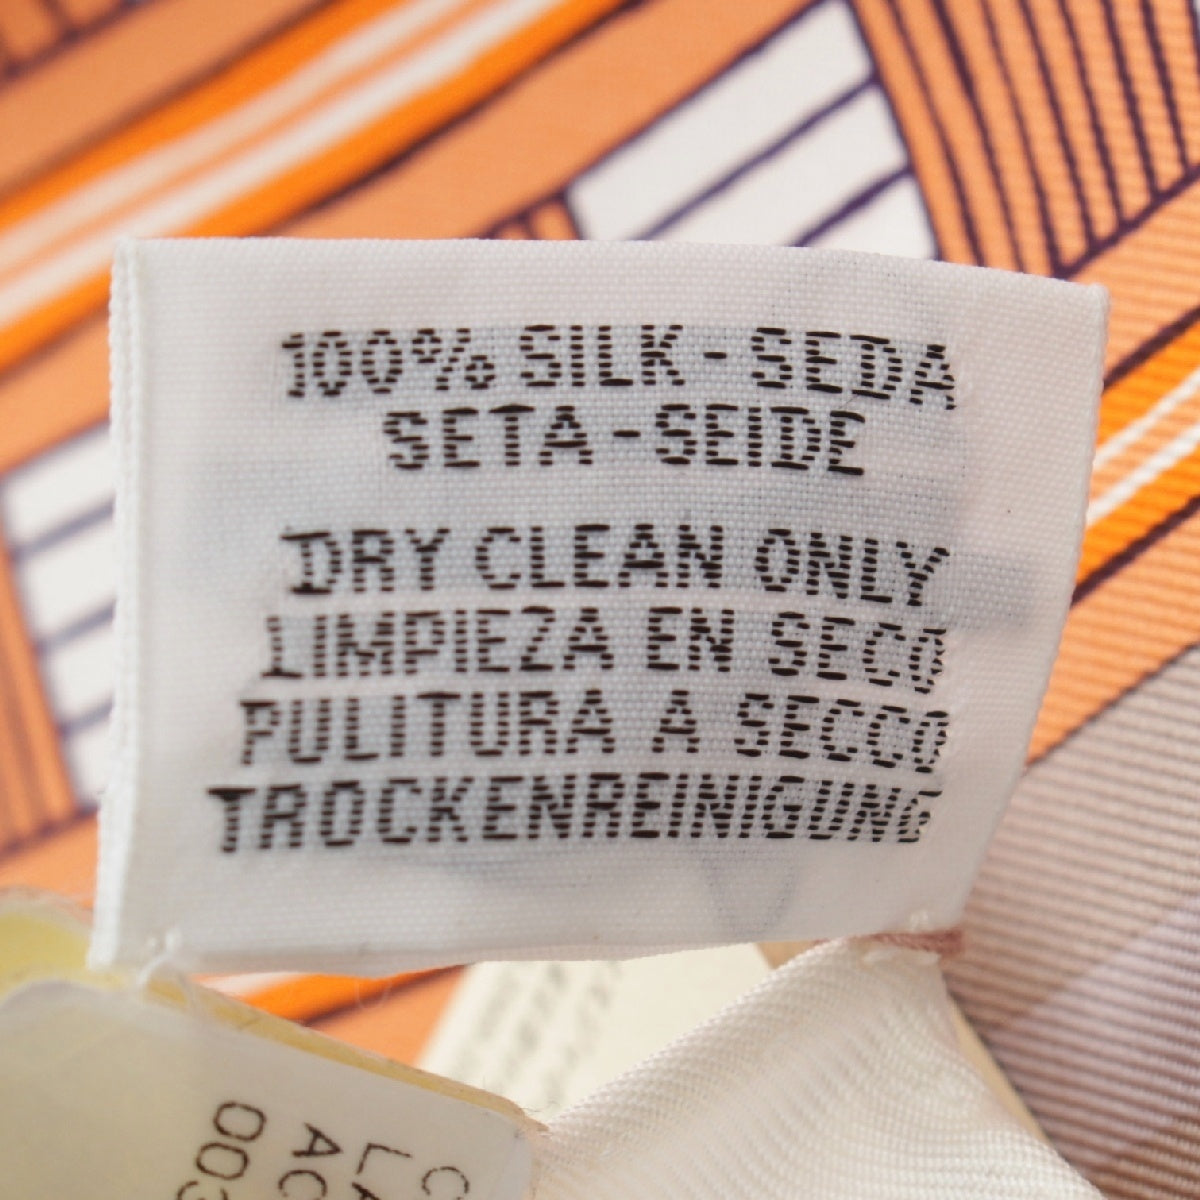 100% SILK - SEDA
SETA - SEIDE
DRY CLEAN ONLY
LIMPIEZA EN SECO
PULITURA A SECCO
TROCKENREINIGUNG